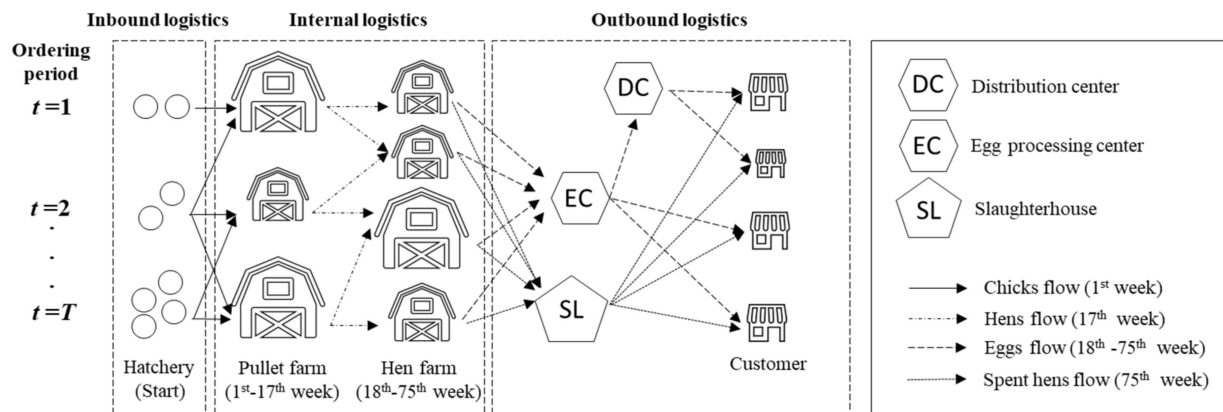 Inbound logistics
Internal logistics
Outbound logistics
Ordering
period
t=1
t=2
.
.
.
t=T
DC
EC
SL
Hatchery
(Start)
Pullet farm
(1st-17th week)
Hen farm
(18th-75th week)
Customer
DC
Distribution center
EC
Egg processing center
SL
Slaughterhouse
Chicks flow (1st week)
Hens flow (17th week)
Eggs flow (18th -75th week)
Spent hens flow (75th week)